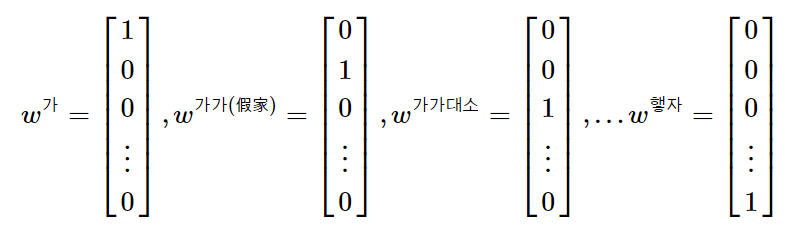 w^가 = [1 0 0 ⋮ 0], w^가가(假家) = [0 1 0 ⋮ 0], w^가가대소 = [0 0 1 ⋮ 0], … w^행자 = [0 0 0 ⋮ 1]